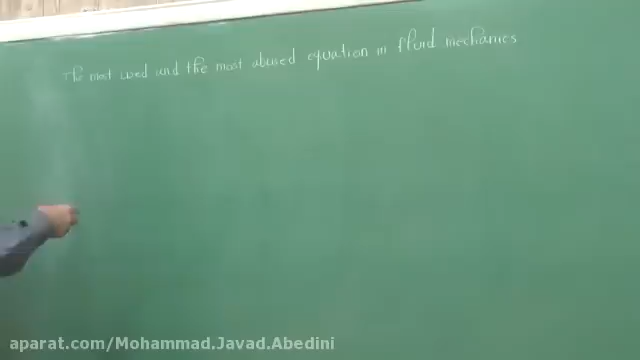 The most used and the most abused equation in fluid mechanics
aparat.com/Mohammad.Javad.Abedini